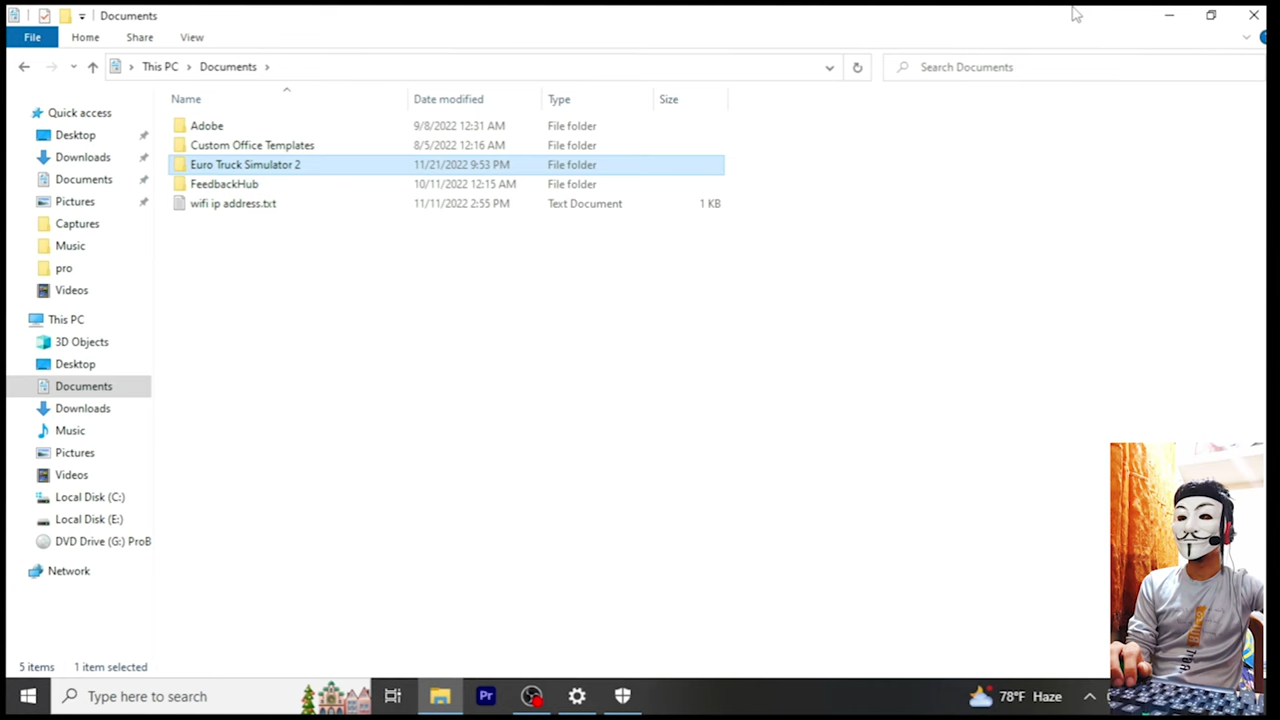 Documents
File Home Share View
This PC Documents
Search Documents
Name Date modified Type Size
Adobe 9/8/2022 12:31 AM File folder
Custom Office Templates 8/5/2022 12:16 AM File folder
Euro Truck Simulator 2 11/21/2022 9:53 PM File folder
FeedbackHub 10/11/2022 12:15 AM File folder
wifi ip address.txt 11/11/2022 2:55 PM Text Document 1 KB
Quick access
Desktop
Downloads
Documents
Pictures
Captures
Music
pro
Videos
This PC
3D Objects
Desktop
Documents
Downloads
Music
Pictures
Videos
Local Disk (C:)
Local Disk (E:)
DVD Drive (G:) ProB
Network
5 items 1 item selected
Type here to search
Pr
78°F Haze